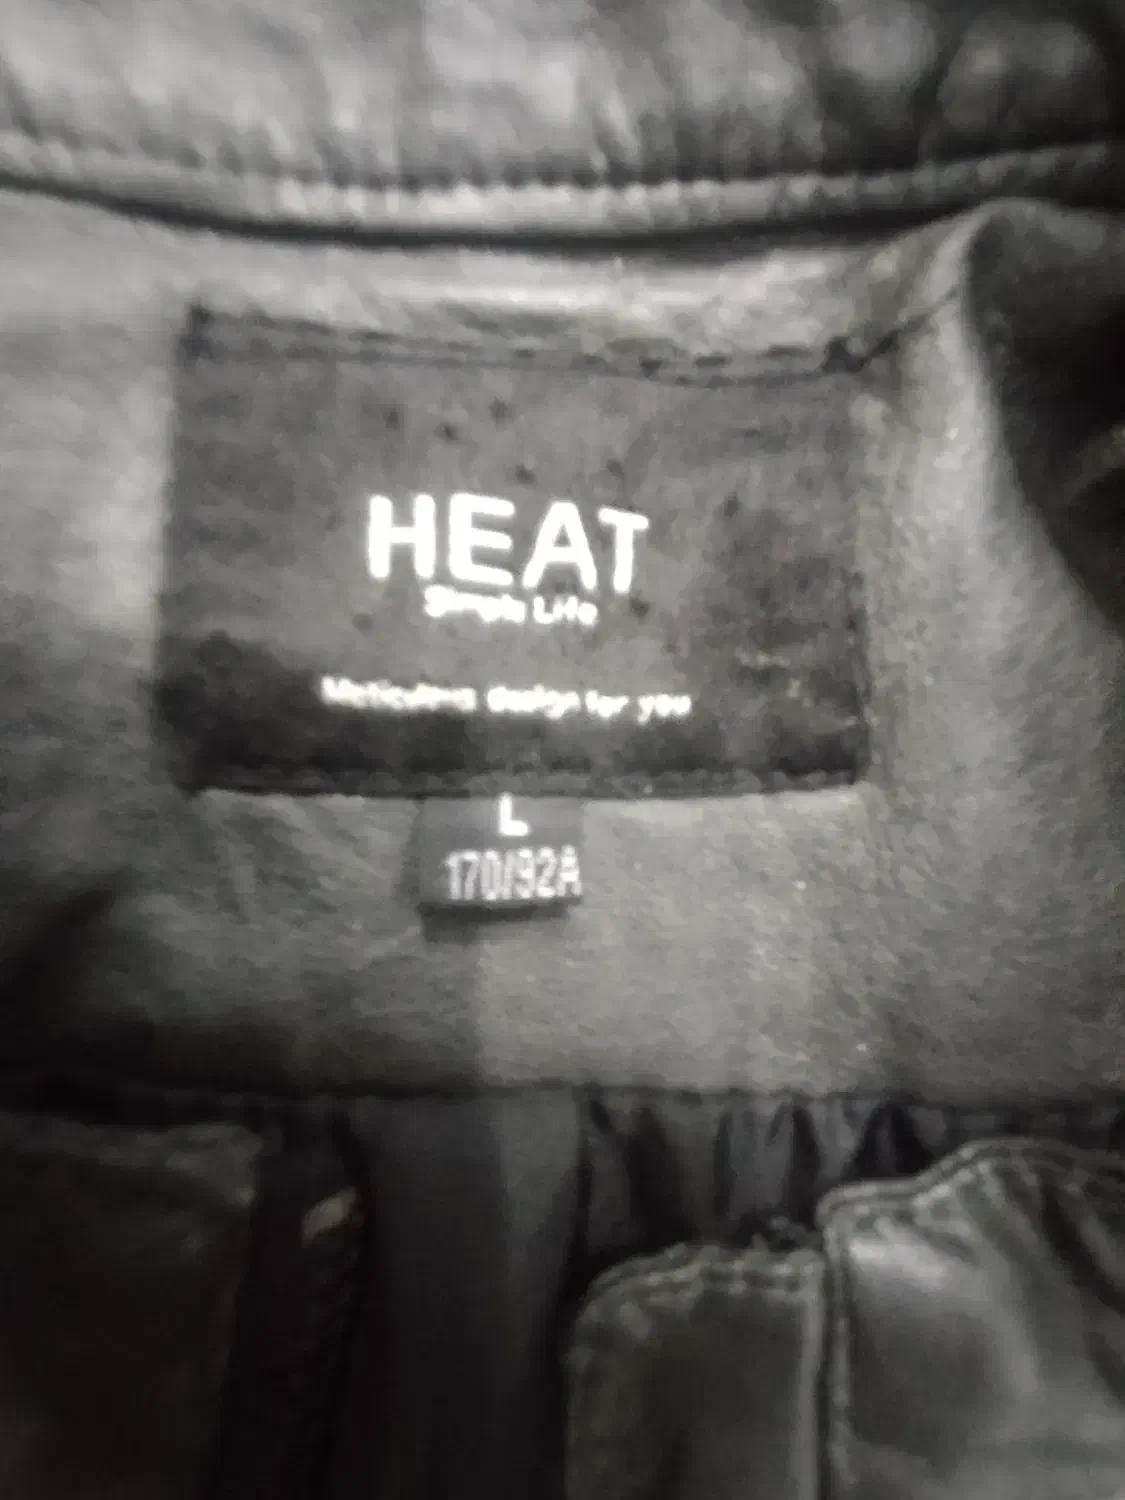 HEAT
Simple Life
Meticulous design for you
L
170/92A